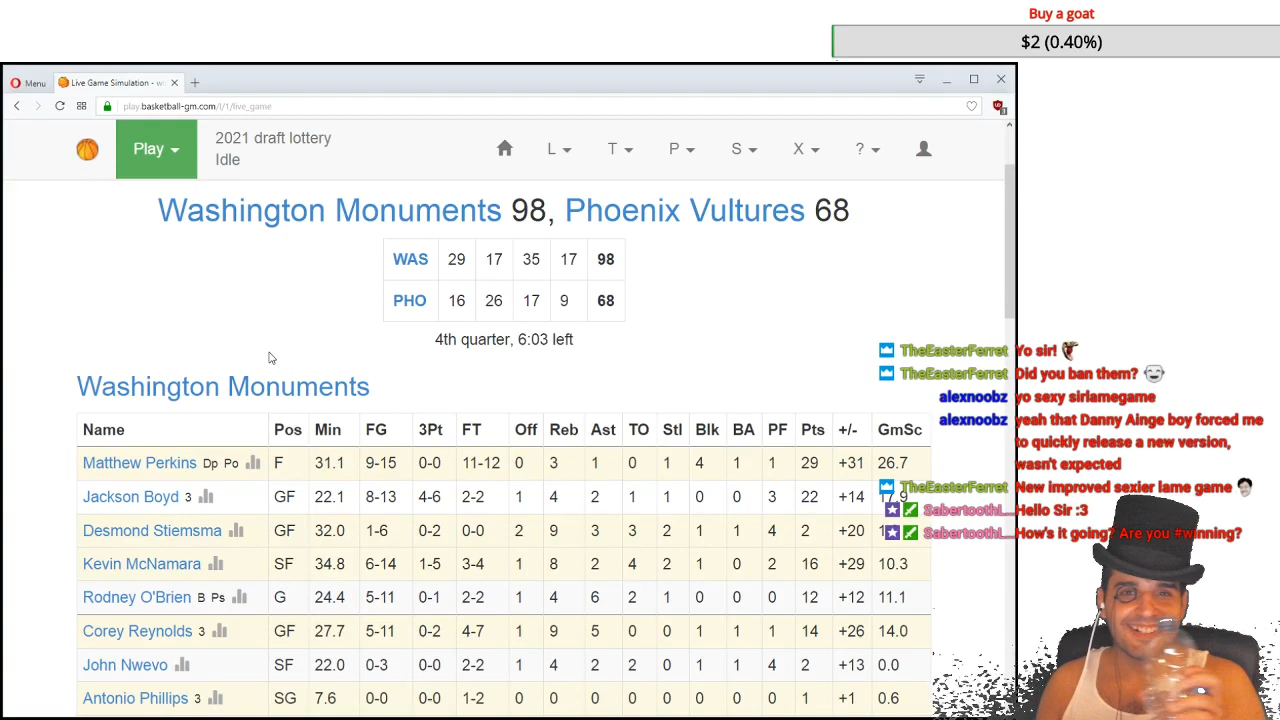 Buy a goat
$2 (0.40%)
Menu
Live Game Simulation - wo
play.basketball-gm.com/l/1/live_game
Play
2021 draft lottery
Idle
L T P S X ?
Washington Monuments 98, Phoenix Vultures 68
WAS 29 17 35 17 98
PHO 16 26 17 9 68
4th quarter, 6:03 left
Washington Monuments
Name Pos Min FG 3Pt FT Off Reb Ast TO Stl Blk BA PF Pts +/- GmSc
Matthew Perkins Dp Po F 31.1 9-15 0-0 11-12 0 3 1 0 1 4 1 1 29 +31 26.7
Jackson Boyd 3 GF 22.1 8-13 4-6 2-2 1 4 2 1 1 0 0 3 22 +14 17.9
Desmond Stiemsma GF 32.0 1-6 0-2 0-0 2 9 3 3 2 1 1 4 2 +20
Kevin McNamara SF 34.8 6-14 1-5 3-4 1 8 2 4 2 1 0 2 16 +29 10.3
Rodney O'Brien B Ps G 24.4 5-11 0-1 2-2 1 4 6 2 1 0 0 0 12 +12 11.1
Corey Reynolds 3 GF 27.7 5-11 0-2 4-7 1 9 5 0 0 1 1 1 14 +26 14.0
John Nwevo SF 22.0 0-3 0-0 2-2 1 4 2 2 0 1 1 4 2 +13 0.0
Antonio Phillips 3 SG 7.6 0-0 0-0 1-2 0 0 0 0 0 0 0 0 1 +1 0.6
TheEasterFerret Yo sir!
TheEasterFerret Did you ban them?
alexnoobz yo sexy sirlamegame
alexnoobz yeah that Danny Ainge boy forced me
to quickly release a new version,
wasn't expected
TheEasterFerret New improved sexier lame game
SabertoothL... Hello Sir :3
SabertoothL... How's it going? Are you #winning?